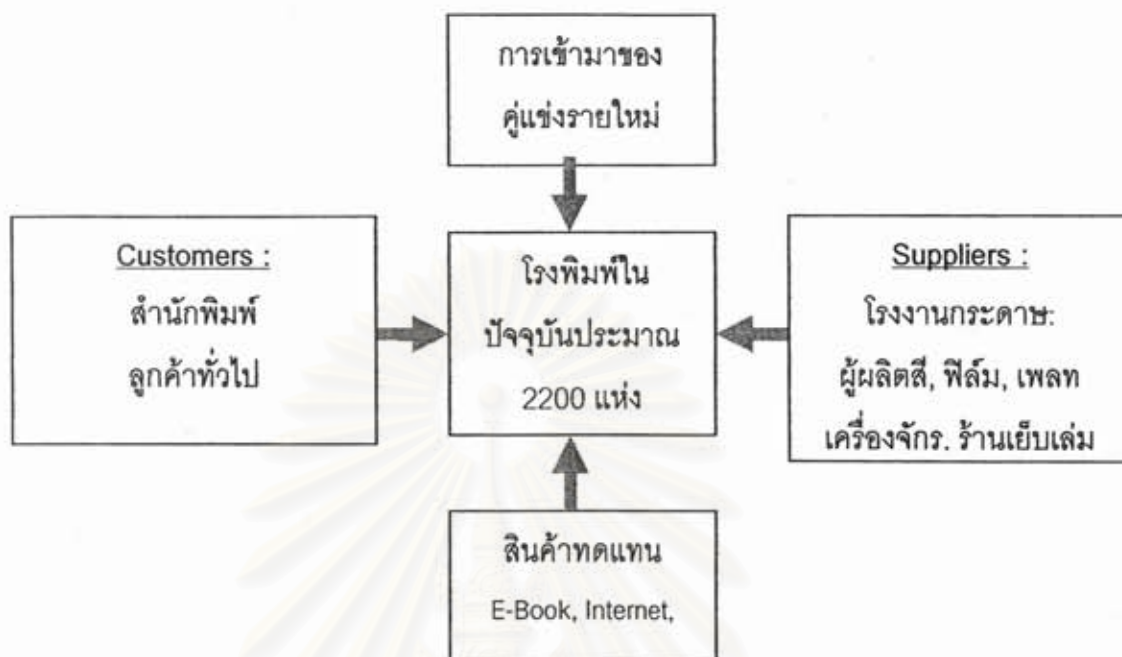 การเข้ามาของ
คู่แข่งรายใหม่
Customers :
สำนักพิมพ์
ลูกค้าทั่วไป
โรงพิมพ์ใน
ปัจจุบันประมาณ
2200 แห่ง
Suppliers :
โรงงานกระดาษ:
ผู้ผลิตสี, ฟิล์ม, เพลท
เครื่องจักร. ร้านเย็บเล่ม
สินค้าทดแทน
E-Book, Internet,